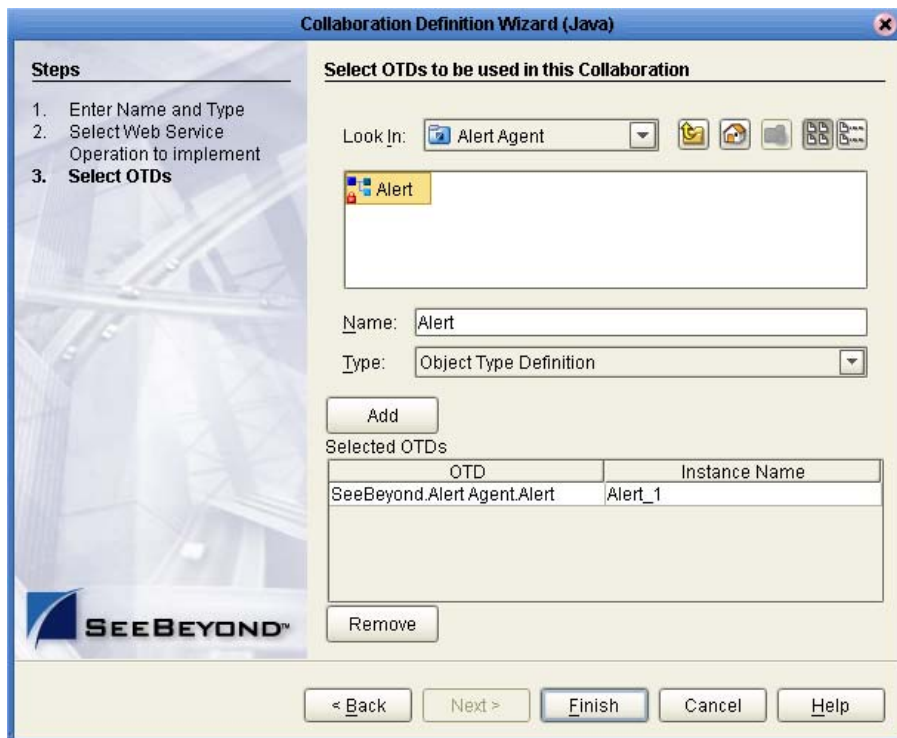 Collaboration Definition Wizard (Java)
Steps
1. Enter Name and Type
2. Select Web Service
Operation to implement
3. Select OTDs
SEEBEYOND™
Select OTDs to be used in this Collaboration
Look In: Alert Agent
Alert
Name: Alert
Type: Object Type Definition
Add
Selected OTDs
OTD Instance Name
SeeBeyond.Alert Agent.Alert Alert_1
Remove
< Back Next > Finish Cancel Help